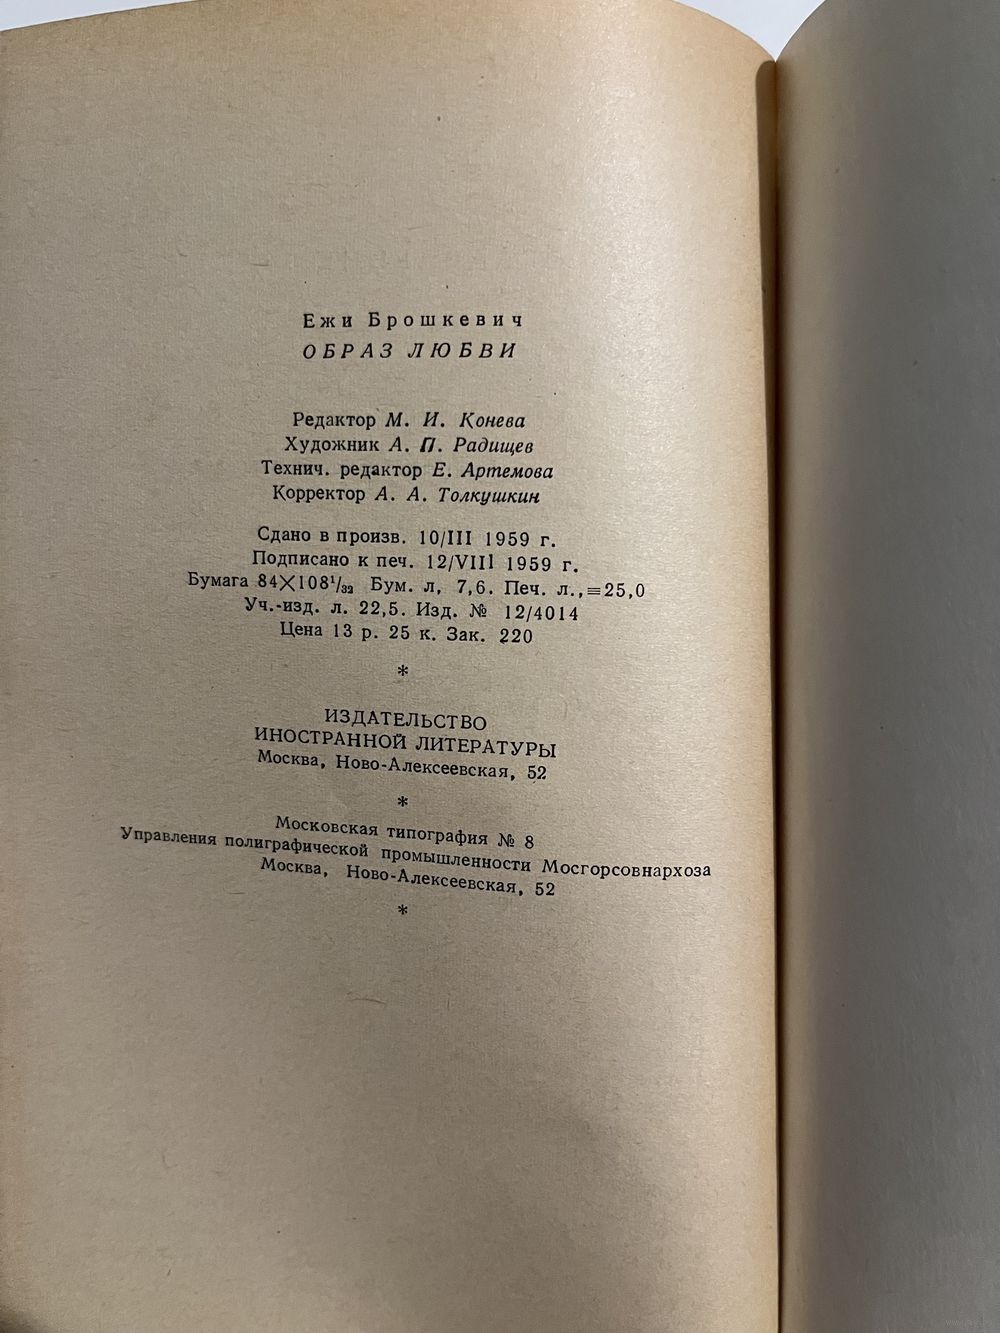 Ежи Брошкевич
ОБРАЗ ЛЮБВИ
Редактор М. И. Конева
Художник А. П. Радищев
Технич. редактор Е. Артемова
Корректор А. А. Толкушкин
Сдано в произв. 10/III 1959 г.
Подписано к печ. 12/VIII 1959 г.
Бумага 84×108¹/₃₂ Бум. л, 7,6. Печ. л.,=25,0
Уч.-изд. л. 22,5. Изд. № 12/4014
Цена 13 р. 25 к. Зак. 220
*
ИЗДАТЕЛЬСТВО
ИНОСТРАННОЙ ЛИТЕРАТУРЫ
Москва, Ново-Алексеевская, 52
*
Московская типография № 8
Управления полиграфической промышленности Мосгорсовнархоза
Москва, Ново-Алексеевская, 52
*